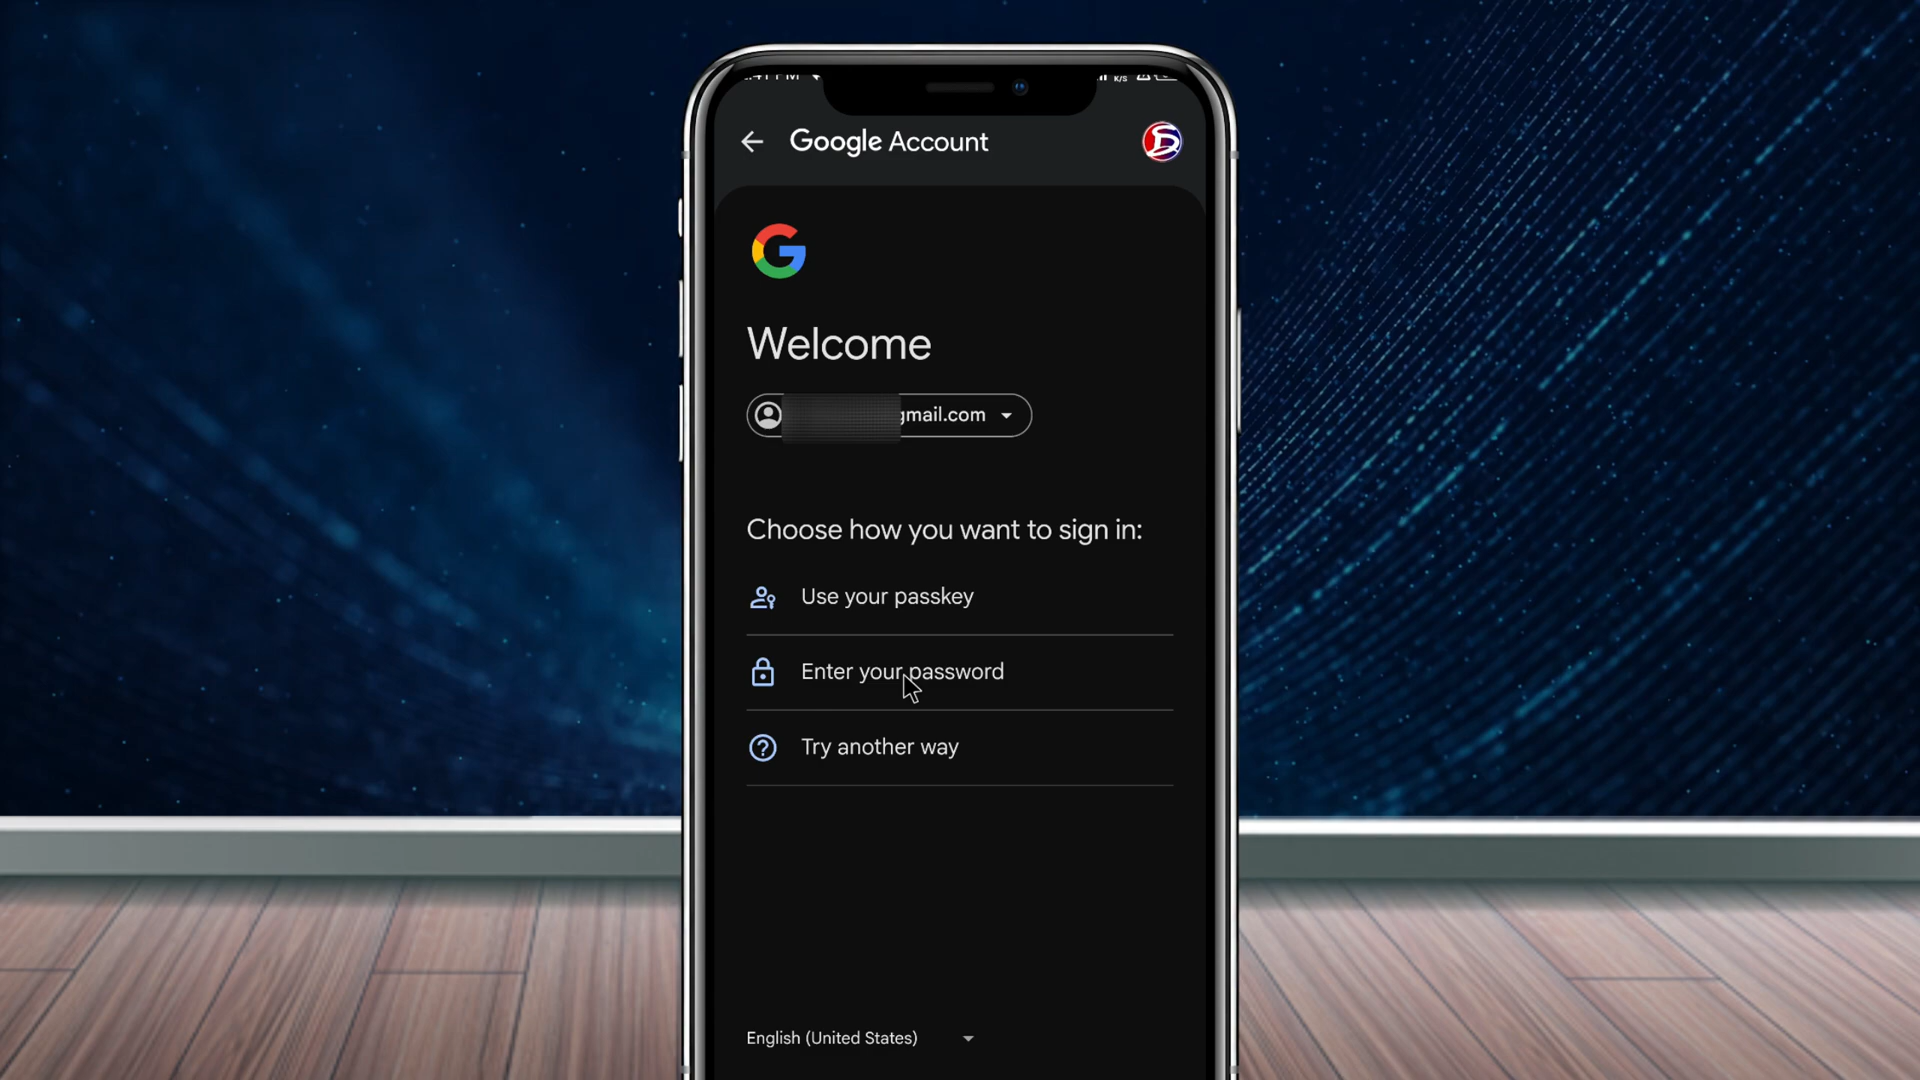 Google Account
Welcome
gmail.com
Choose how you want to sign in:
Use your passkey
Enter your password
Try another way
English (United States)